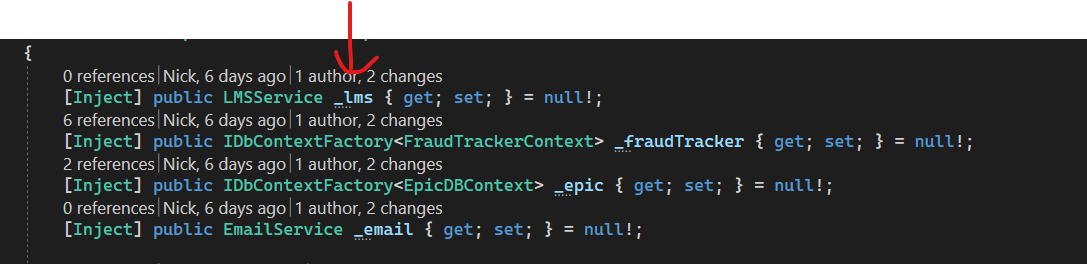 {
0 references | Nick, 6 days ago | 1 author, 2 changes
[Inject] public LMSService _lms { get; set; } = null!;
6 references | Nick, 6 days ago | 1 author, 2 changes
[Inject] public IDbContextFactory<FraudTrackerContext> _fraudTracker { get; set; } = null!;
2 references | Nick, 6 days ago | 1 author, 2 changes
[Inject] public IDbContextFactory<EpicDBContext> _epic { get; set; } = null!;
0 references | Nick, 6 days ago | 1 author, 2 changes
[Inject] public EmailService _email { get; set; } = null!;